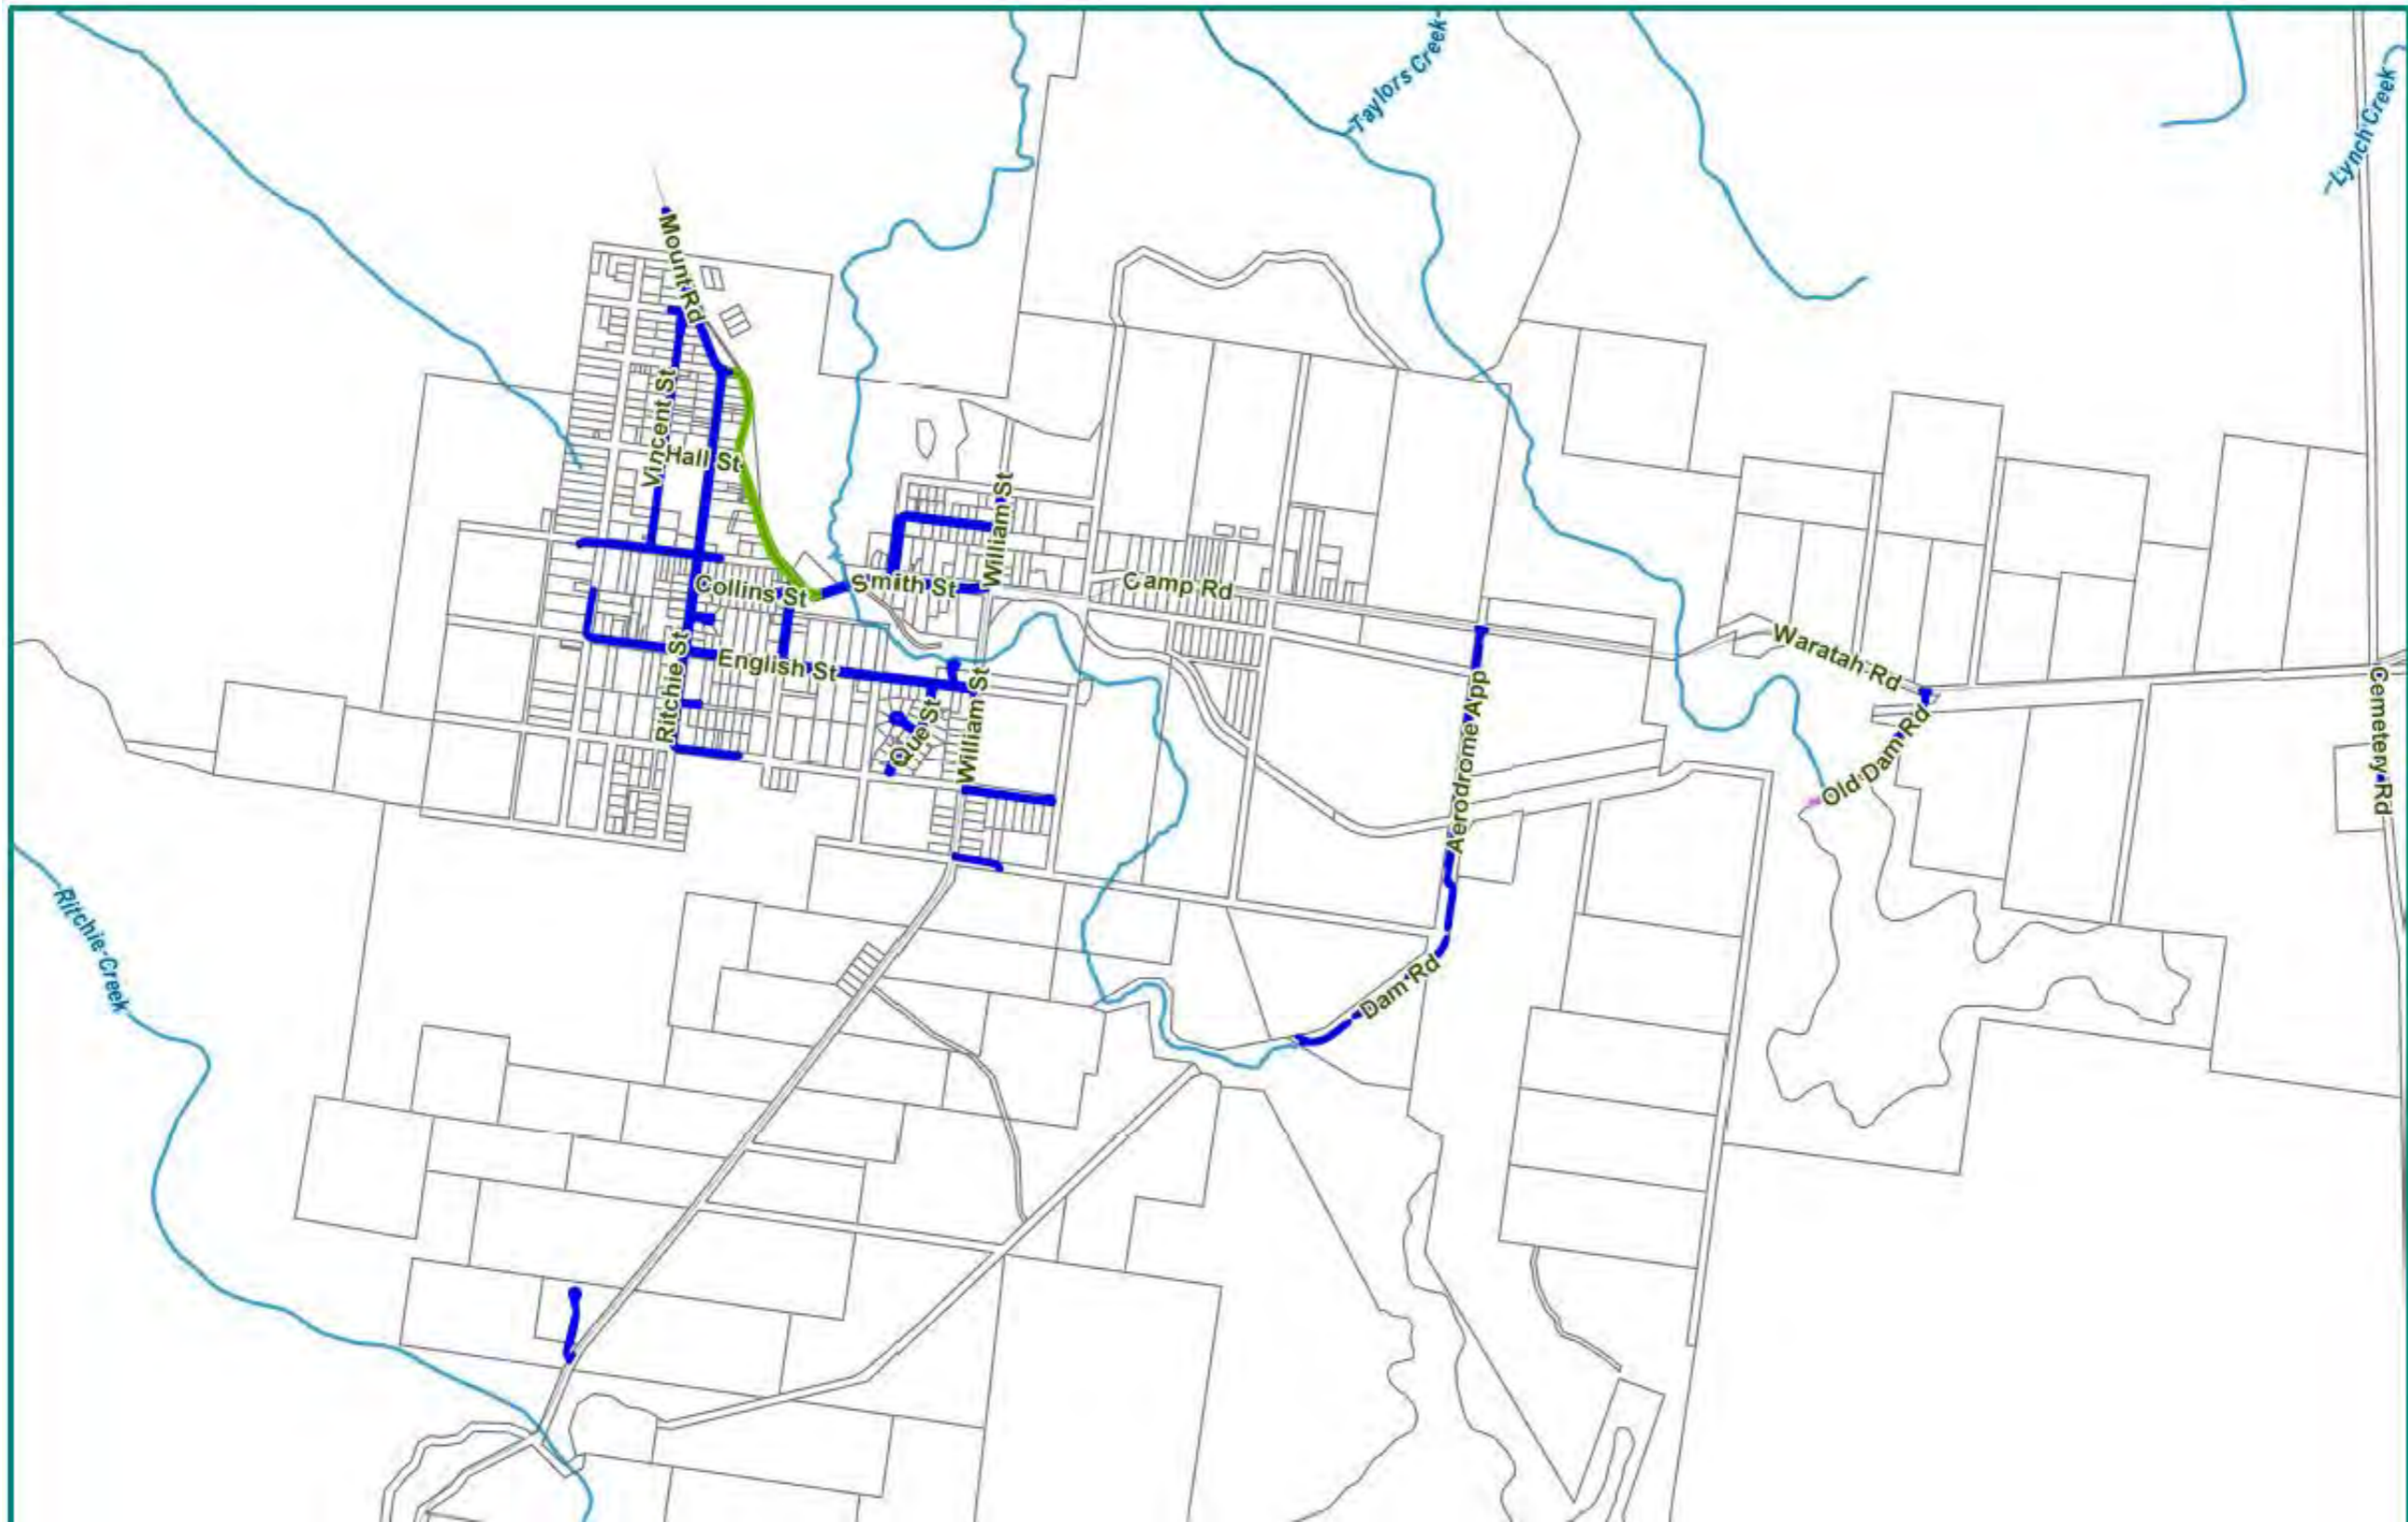 Taylors Creek
Lynch Creek
Mount Rd
Vincent St
Hall St
William St
Collins St
Smith St
Camp Rd
Waratah Rd
Ritchie St
English St
William St
Que St
Aerodrome App
Old Dam Rd
Cemetery Rd
Ritchie Creek
Dam Rd